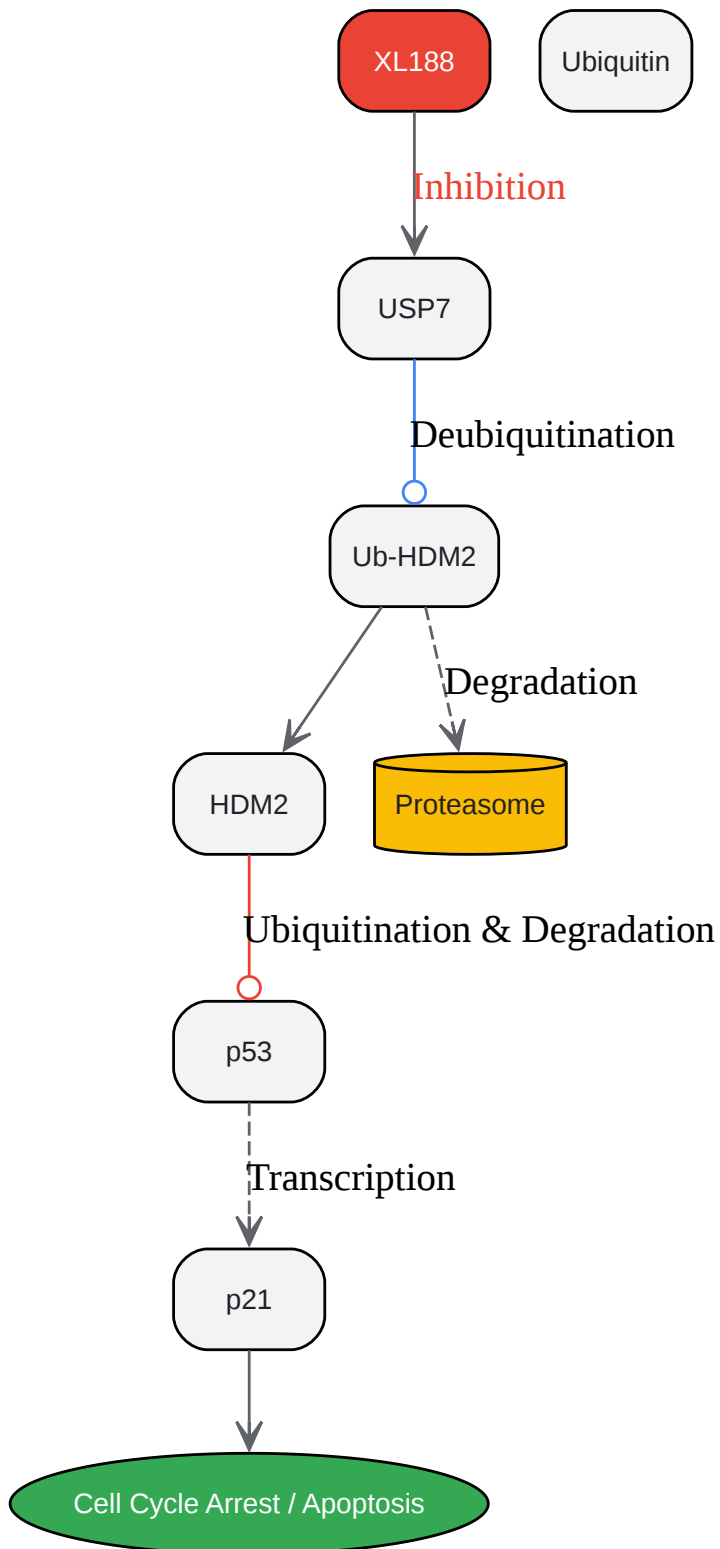 XL188
Ubiquitin
Inhibition
USP7
Deubiquitination
Ub-HDM2
Degradation
HDM2
Proteasome
Ubiquitination & Degradation
p53
Transcription
p21
Cell Cycle Arrest / Apoptosis